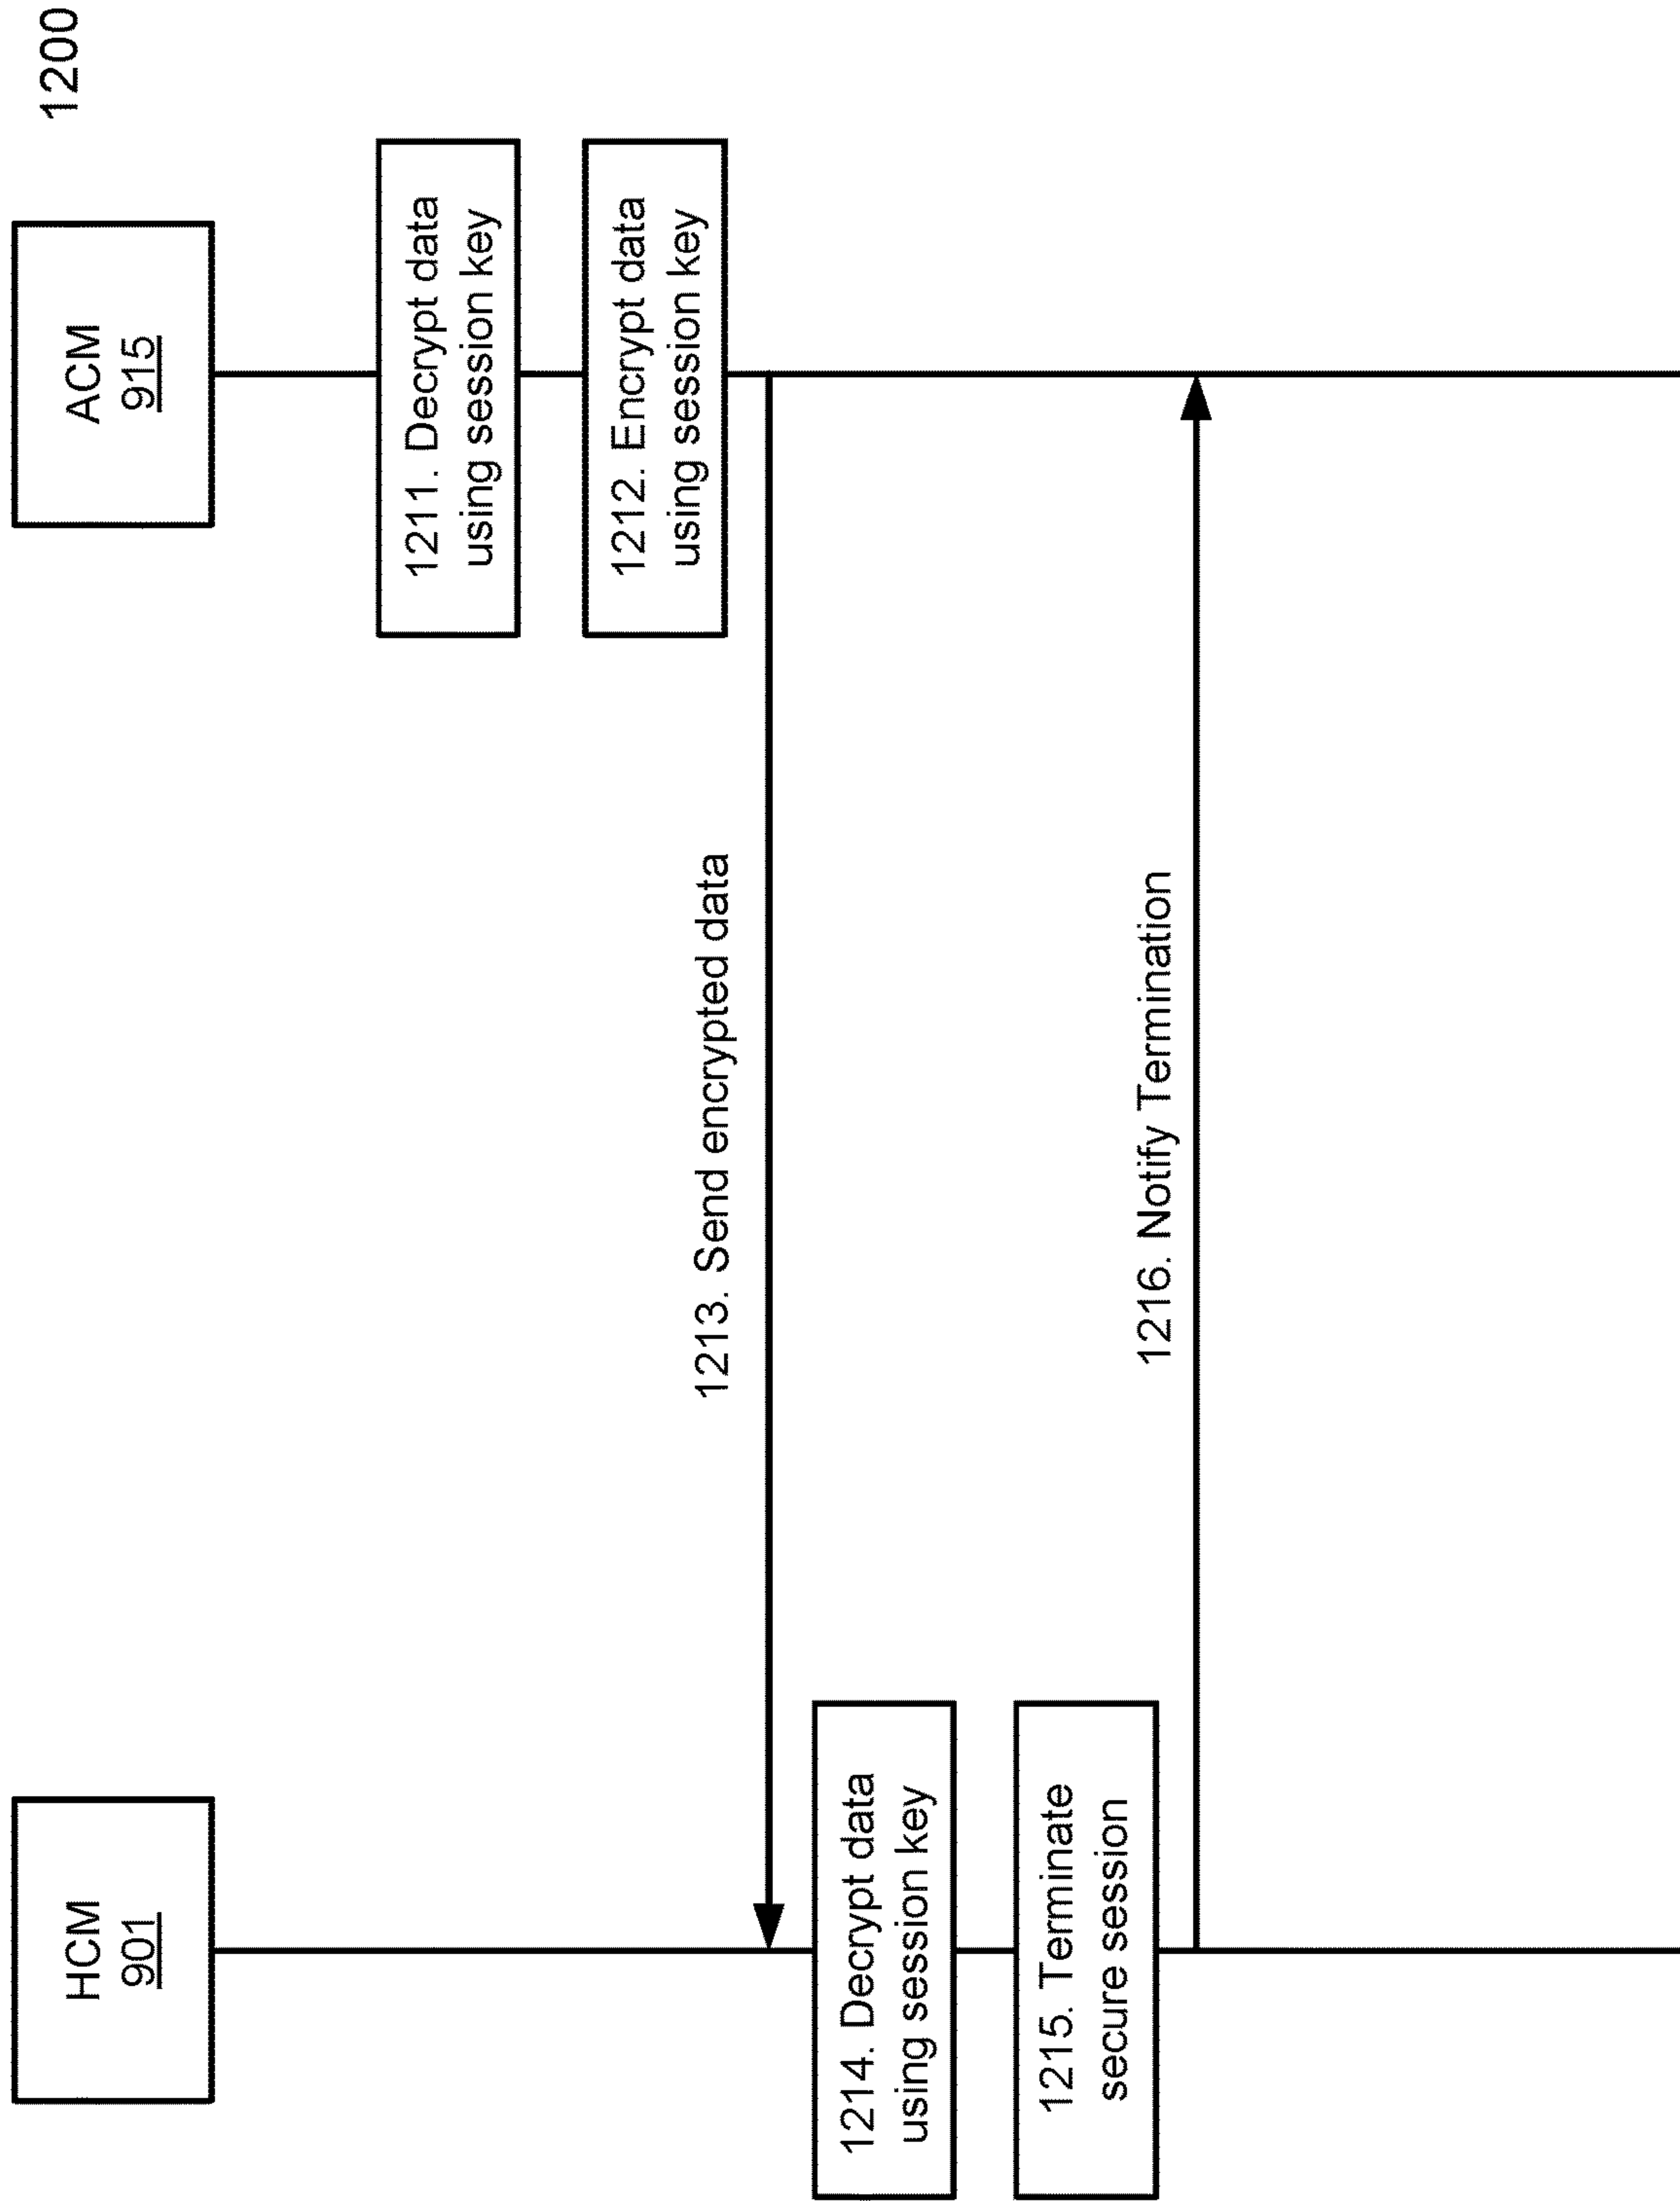 1200
HCM
901
ACM
915
1211. Decrypt data
using session key
1212. Encrypt data
using session key
1213. Send encrypted data
1214. Decrypt data
using session key
1215. Terminate
secure session
1216. Notify Termination